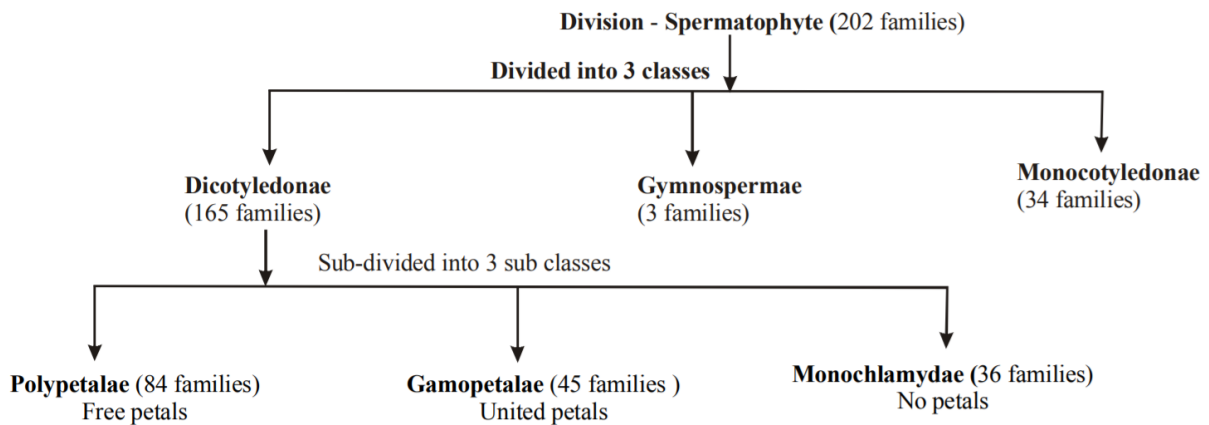 Division - Spermatophyte (202 families)
Divided into 3 classes
Dicotyledonae
(165 families)
Gymnospermae
(3 families)
Monocotyledonae
(34 families)
Sub-divided into 3 sub classes
Polypetalae (84 families)
Free petals
Gamopetalae (45 families )
United petals
Monochlamydae (36 families)
No petals